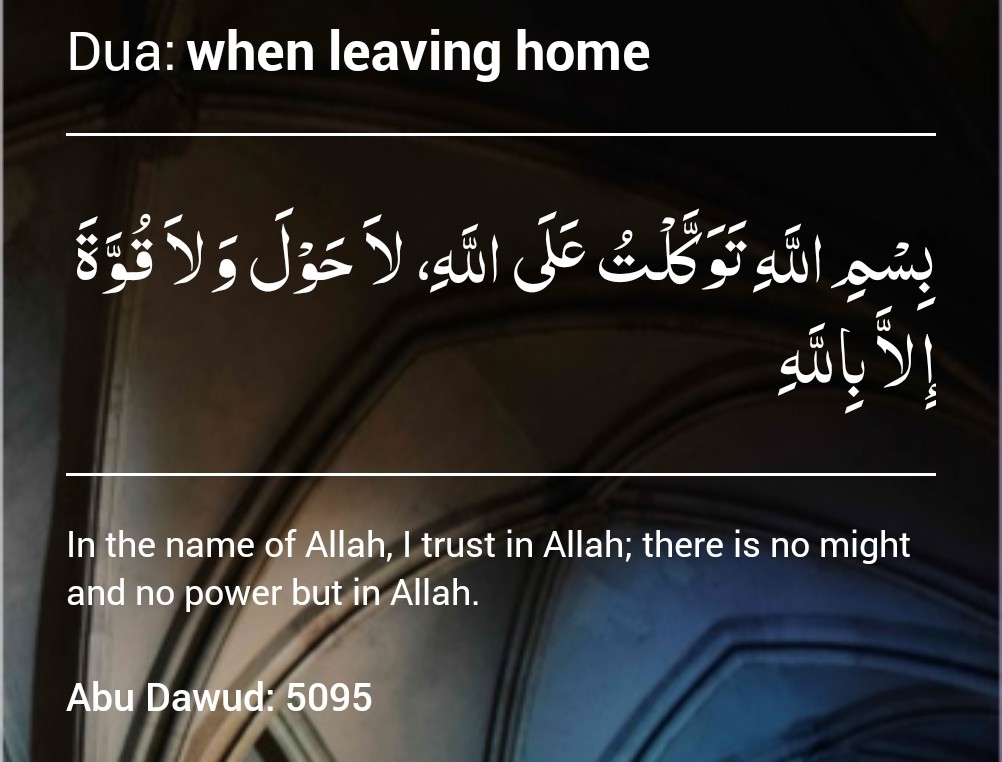 Dua: when leaving home
بِسْمِ اللَّهِ تَوَكَّلْتُ عَلَى اللَّهِ، لاَ حَوْلَ وَلاَ قُوَّةَ
إِلاَّ بِاللَّهِ
In the name of Allah, I trust in Allah; there is no might
and no power but in Allah.
Abu Dawud: 5095